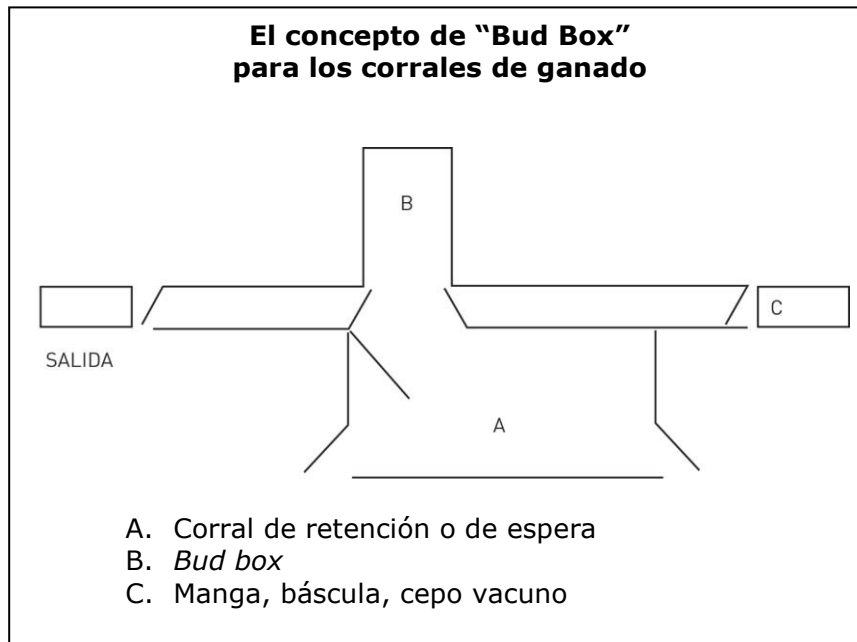 El concepto de “Bud Box”
para los corrales de ganado
B
C
SALIDA
A
A. Corral de retención o de espera
B. Bud box
C. Manga, báscula, cepo vacuno